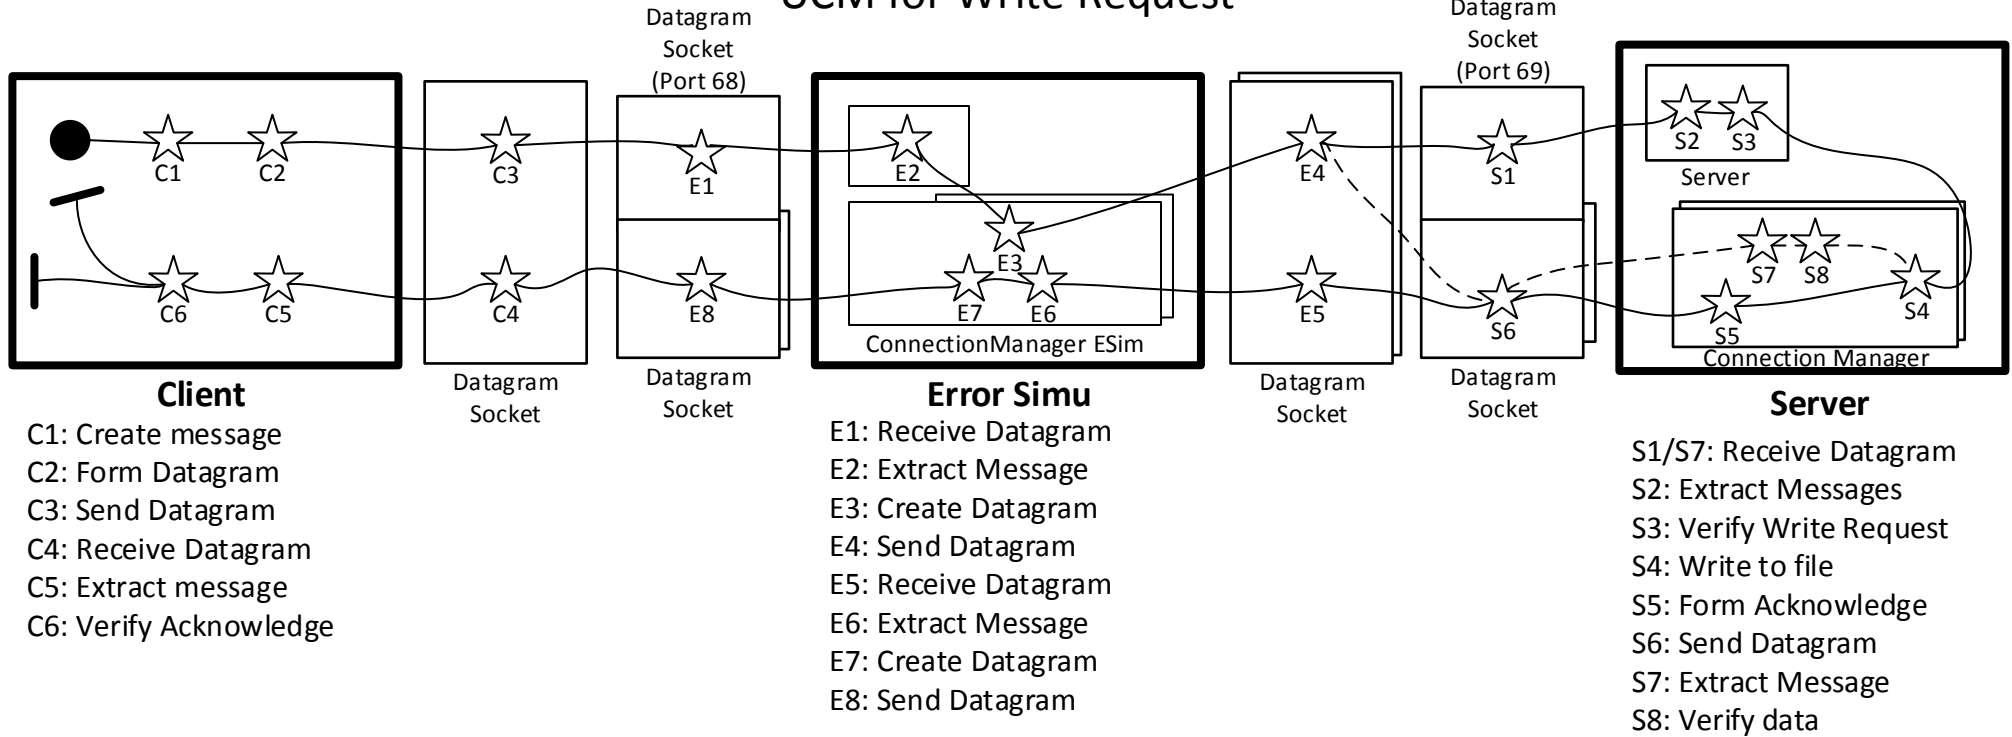 UCM for Write Request
Datagram
Socket
(Port 68)
Datagram
Socket
(Port 69)
C1
C2
C3
E1
E2
E4
S1
S2
S3
Server
E3
C6
C5
C4
E8
E7
E6
E5
S6
S7
S8
S5
S4
ConnectionManager ESim
Connection Manager
Client
Datagram
Socket
Datagram
Socket
Error Simu
Datagram
Socket
Datagram
Socket
Server
C1: Create message
C2: Form Datagram
C3: Send Datagram
C4: Receive Datagram
C5: Extract message
C6: Verify Acknowledge
E1: Receive Datagram
E2: Extract Message
E3: Create Datagram
E4: Send Datagram
E5: Receive Datagram
E6: Extract Message
E7: Create Datagram
E8: Send Datagram
S1/S7: Receive Datagram
S2: Extract Messages
S3: Verify Write Request
S4: Write to file
S5: Form Acknowledge
S6: Send Datagram
S7: Extract Message
S8: Verify data